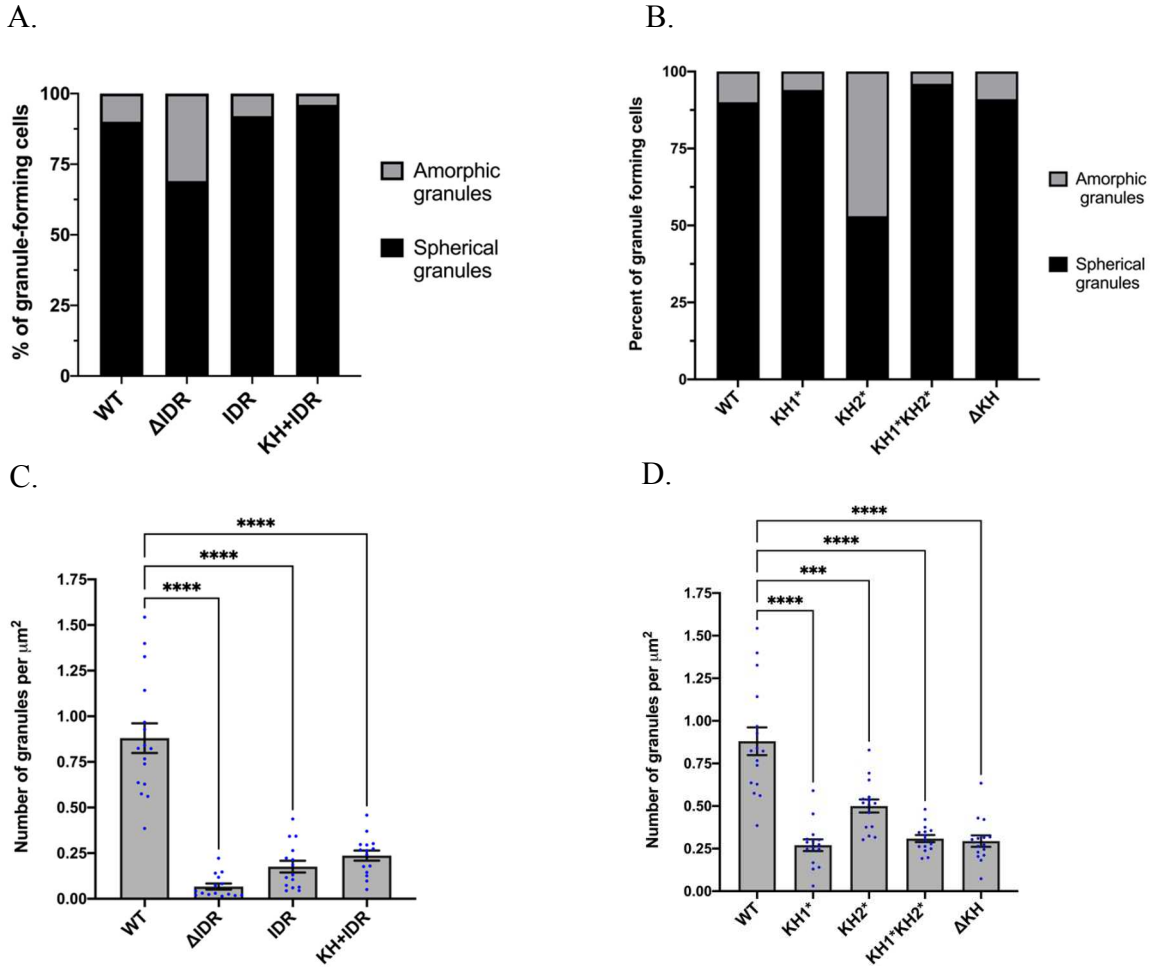 A.
% of granule-forming cells
100
75
50
25
0
WT
ΔIDR
IDR
KH+IDR
Amorphic
granules
Spherical
granules
B.
Percent of granule forming cells
100
75
50
25
0
WT
KH1*
KH2*
KH1*KH2*
ΔKH
Amorphic
granules
Spherical
granules
C.
Number of granules per μm²
1.75
1.50
1.25
1.00
0.75
0.50
0.25
0.00
****
****
****
WT
ΔIDR
IDR
KH+IDR
D.
Number of granules per μm²
1.75
1.50
1.25
1.00
0.75
0.50
0.25
0.00
****
****
***
****
WT
KH1*
KH2*
KH1*KH2*
ΔKH